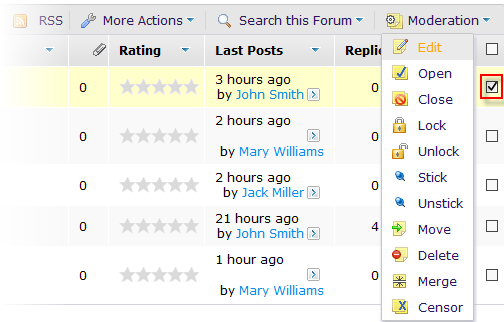 RSS More Actions Search this Forum Moderation
Rating Last Posts Replie
0 3 hours ago 0
by John Smith
0 2 hours ago 0
by Mary Williams
0 2 hours ago 0
by Jack Miller
0 21 hours ago 4
by John Smith
0 1 hour ago 0
by Mary Williams
Edit
Open
Close
Lock
Unlock
Stick
Unstick
Move
Delete
Merge
Censor